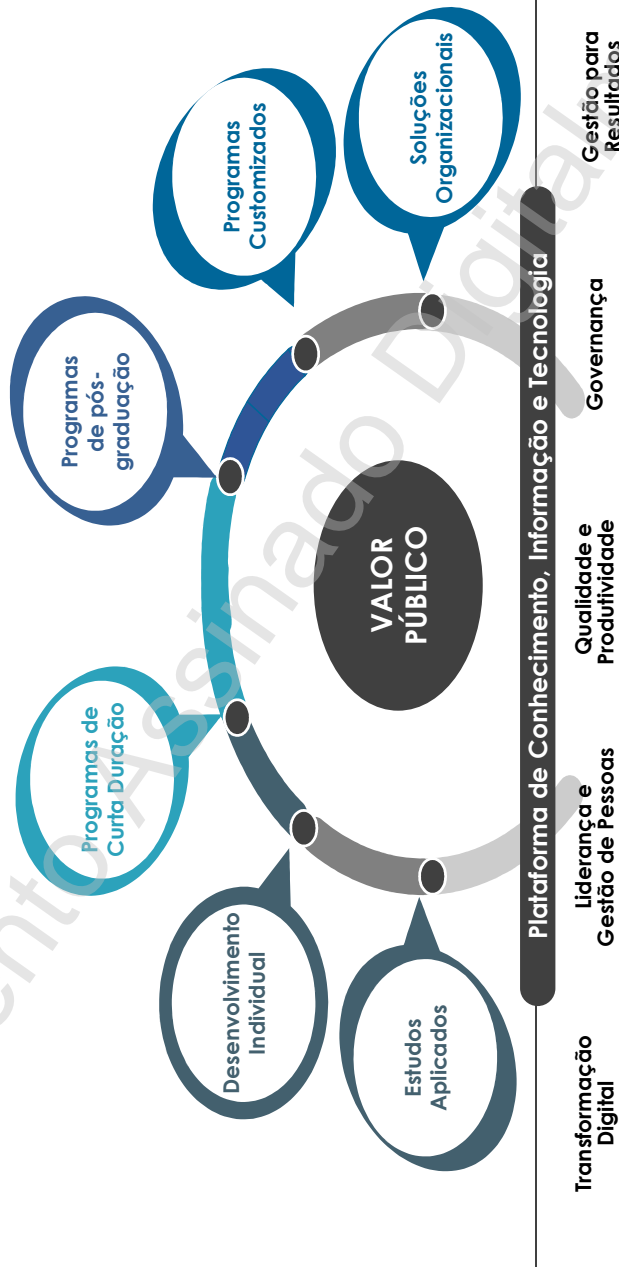 Programas
de pós-
graduação
Programas de
Curta Duração
Programas
Customizados
Desenvolvimento
Individual
Soluções
Organizacionais
Estudos
Aplicados
VALOR
PÚBLICO
Plataforma de Conhecimento, Informação e Tecnologia
Transformação
Digital
Liderança e
Gestão de Pessoas
Qualidade e
Produtividade
Governança
Gestão para
Resultados
Assinado